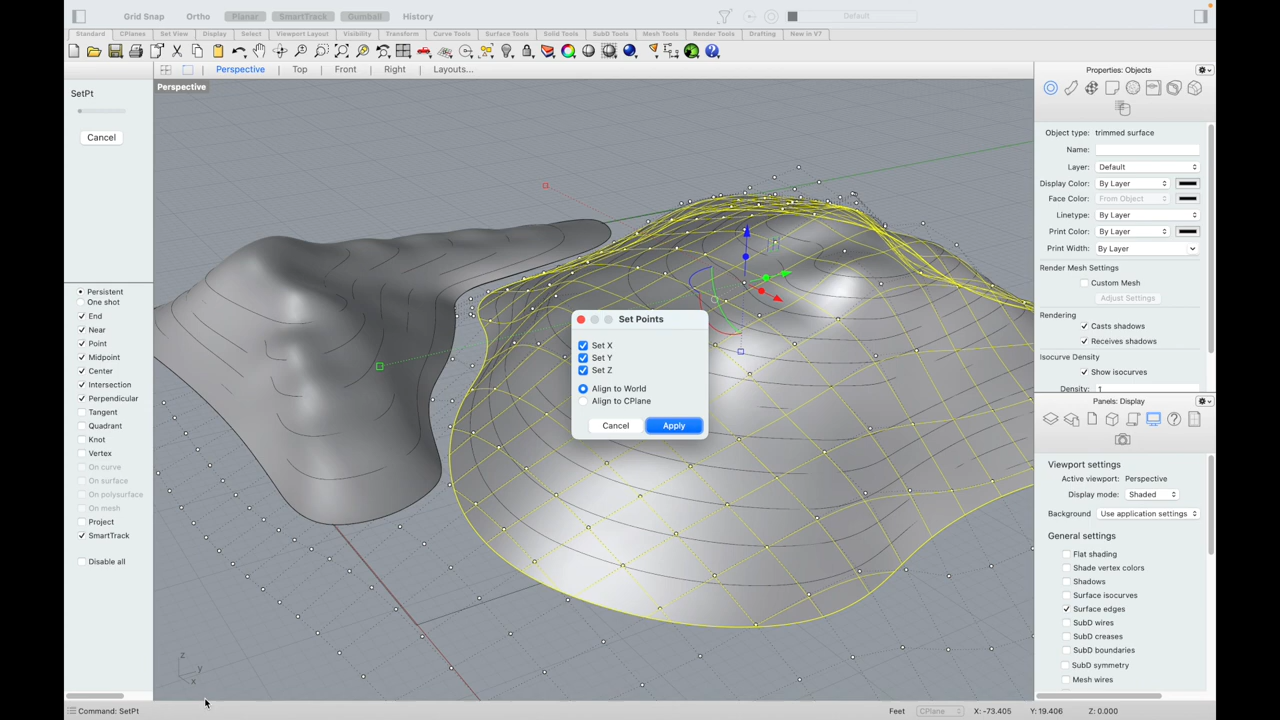 Grid Snap Ortho Planar SmartTrack Gumball History Default
Standard CPlanes Set View Display Select Viewport Layout Visibility Transform Curve Tools Surface Tools Solid Tools SubD Tools Mesh Tools Render Tools Drafting New in V7
Perspective Top Front Right Layouts...
Perspective
SetPt
Cancel
Persistent
One shot
End
Near
Point
Midpoint
Center
Intersection
Perpendicular
Tangent
Quadrant
Knot
Vertex
On curve
On surface
On polysurface
On mesh
Project
SmartTrack
Disable all
z
y
x
Set Points
Set X
Set Y
Set Z
Align to World
Align to CPlane
Cancel Apply
Properties: Objects
Object type: trimmed surface
Name:
Layer: Default
Display Color: By Layer
Face Color: From Object
Linetype: By Layer
Print Color: By Layer
Print Width: By Layer
Render Mesh Settings
Custom Mesh
Adjust Settings
Rendering
Casts shadows
Receives shadows
Isocurve Density
Show isocurves
Density: 1
Panels: Display
Viewport settings
Active viewport: Perspective
Display mode: Shaded
Background: Use application settings
General settings
Flat shading
Shade vertex colors
Shadows
Surface isocurves
Surface edges
SubD wires
SubD creases
SubD boundaries
SubD symmetry
Mesh wires
Command: SetPt Feet CPlane X: -73.405 Y: 19.406 Z: 0.000